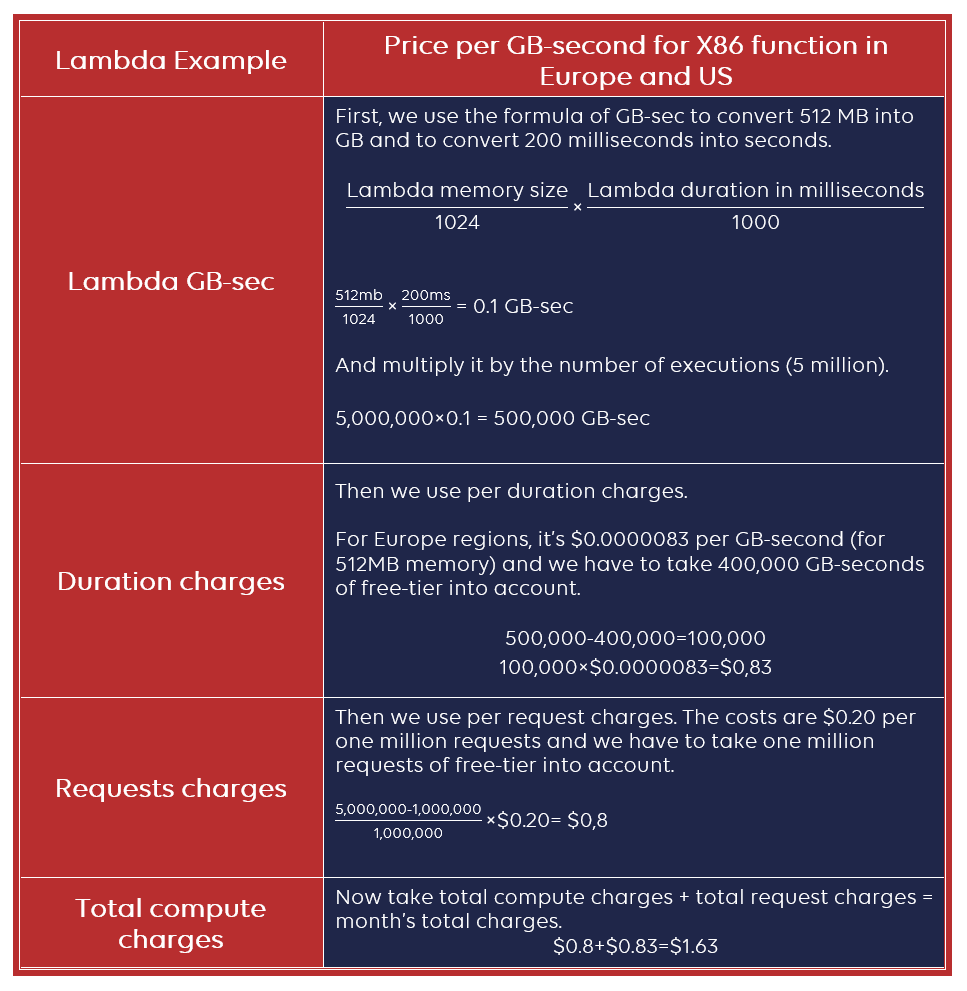 Lambda Example
Price per GB-second for X86 function in
Europe and US
Lambda GB-sec
First, we use the formula of GB-sec to convert 512 MB into
GB and to convert 200 milliseconds into seconds.
Lambda memory size / 1024 × Lambda duration in milliseconds / 1000
512mb / 1024 × 200ms / 1000 = 0.1 GB-sec
And multiply it by the number of executions (5 million).
5,000,000×0.1 = 500,000 GB-sec
Duration charges
Then we use per duration charges.
For Europe regions, it's $0.0000083 per GB-second (for
512MB memory) and we have to take 400,000 GB-seconds
of free-tier into account.
500,000-400,000=100,000
100,000×$0.0000083=$0,83
Requests charges
Then we use per request charges. The costs are $0.20 per
one million requests and we have to take one million
requests of free-tier into account.
5,000,000-1,000,000 / 1,000,000 ×$0.20= $0,8
Total compute
charges
Now take total compute charges + total request charges =
month's total charges.
$0.8+$0.83=$1.63